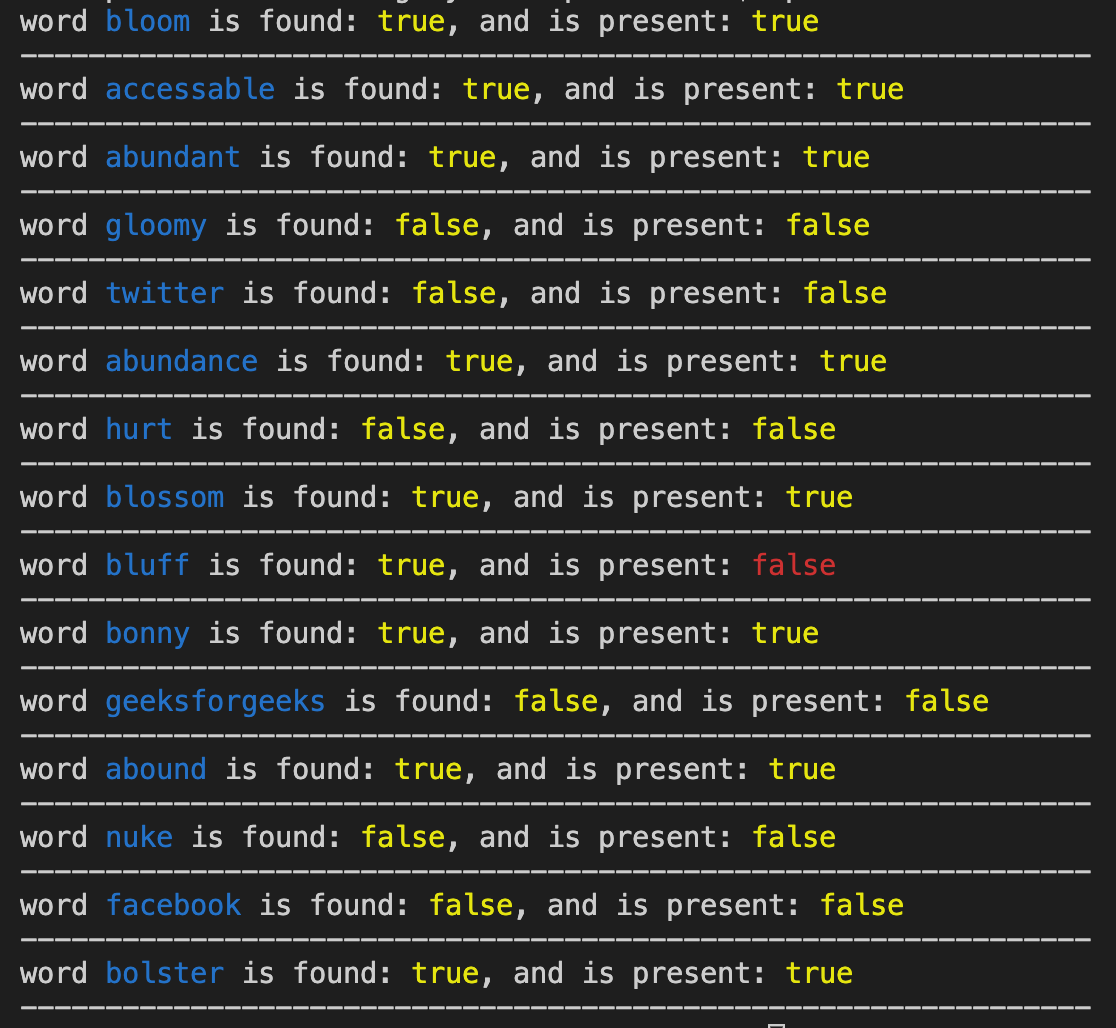 word bloom is found: true, and is present: true
--------------------------------------------------------------
word accessable is found: true, and is present: true
--------------------------------------------------------------
word abundant is found: true, and is present: true
--------------------------------------------------------------
word gloomy is found: false, and is present: false
--------------------------------------------------------------
word twitter is found: false, and is present: false
--------------------------------------------------------------
word abundance is found: true, and is present: true
--------------------------------------------------------------
word hurt is found: false, and is present: false
--------------------------------------------------------------
word blossom is found: true, and is present: true
--------------------------------------------------------------
word bluff is found: true, and is present: false
--------------------------------------------------------------
word bonny is found: true, and is present: true
--------------------------------------------------------------
word geeksforgeeks is found: false, and is present: false
--------------------------------------------------------------
word abound is found: true, and is present: true
--------------------------------------------------------------
word nuke is found: false, and is present: false
--------------------------------------------------------------
word facebook is found: false, and is present: false
--------------------------------------------------------------
word bolster is found: true, and is present: true
--------------------------------------------------------------